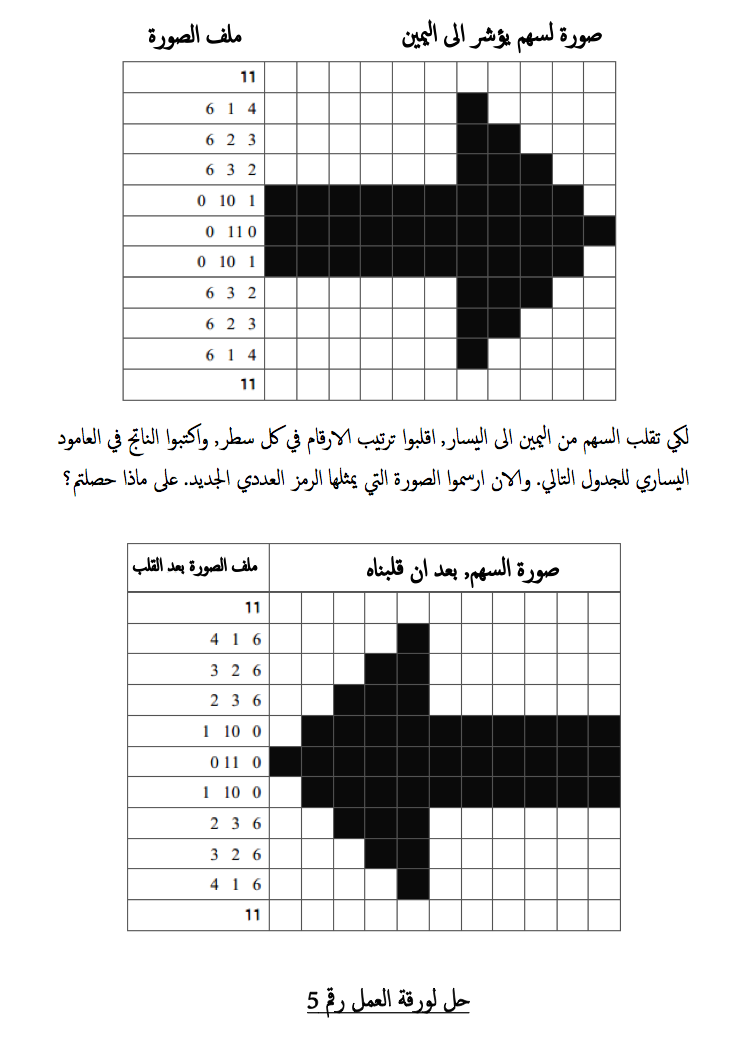 صورة لسهم يؤشر الى اليمين
ملف الصورة
11
6 1 4
6 2 3
6 3 2
0 10 1
0 11 0
0 10 1
6 3 2
6 2 3
6 1 4
11
لكي تقلب السهم من اليمين الى اليسار, اقلبوا ترتيب الارقام في كل سطر, واكتبوا الناتج في العامود
اليساري للجدول التالي. والان ارسموا الصورة التي يمثلها الرمز العددي الجديد. على ماذا حصلتم؟
صورة السهم, بعد ان قلبناه
ملف الصورة بعد القلب
11
4 1 6
3 2 6
2 3 6
1 10 0
0 11 0
1 10 0
2 3 6
3 2 6
4 1 6
11
حل لورقة العمل رقم 5